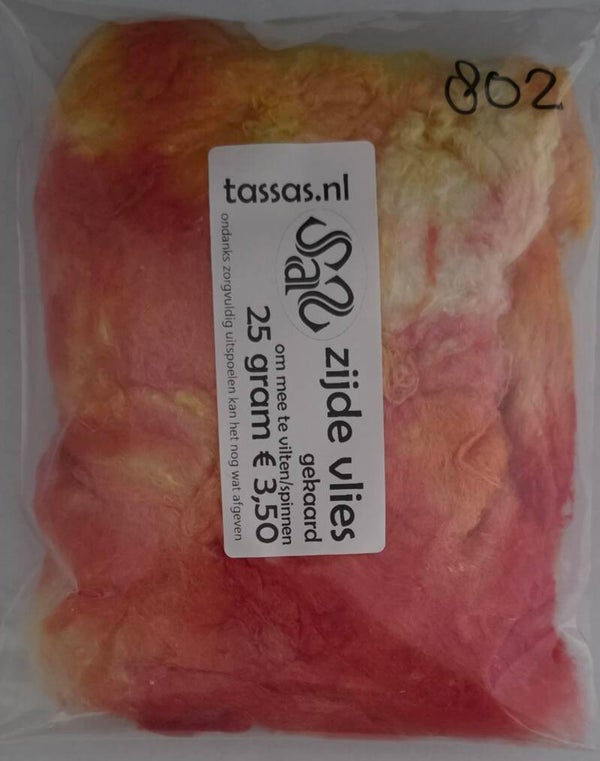 802
tassas.nl
SaS
zijde vlies
gekaard
om mee te vilten/spinnen
25 gram € 3,50
ondanks zorgvuldig uitspoelen kan het nog wat afgeven